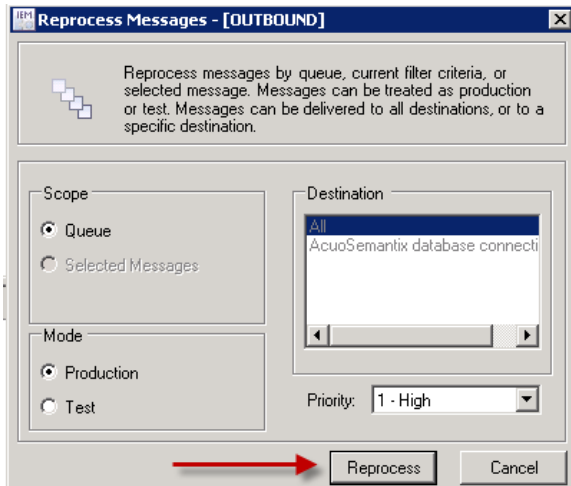 IEM Reprocess Messages - [OUTBOUND]
Reprocess messages by queue, current filter criteria, or
selected message. Messages can be treated as production
or test. Messages can be delivered to all destinations, or to a
specific destination.
Scope
Queue
Selected Messages
Destination
All
AcuoSemantix database connecti
Mode
Production
Test
Priority: 1 - High
Reprocess Cancel